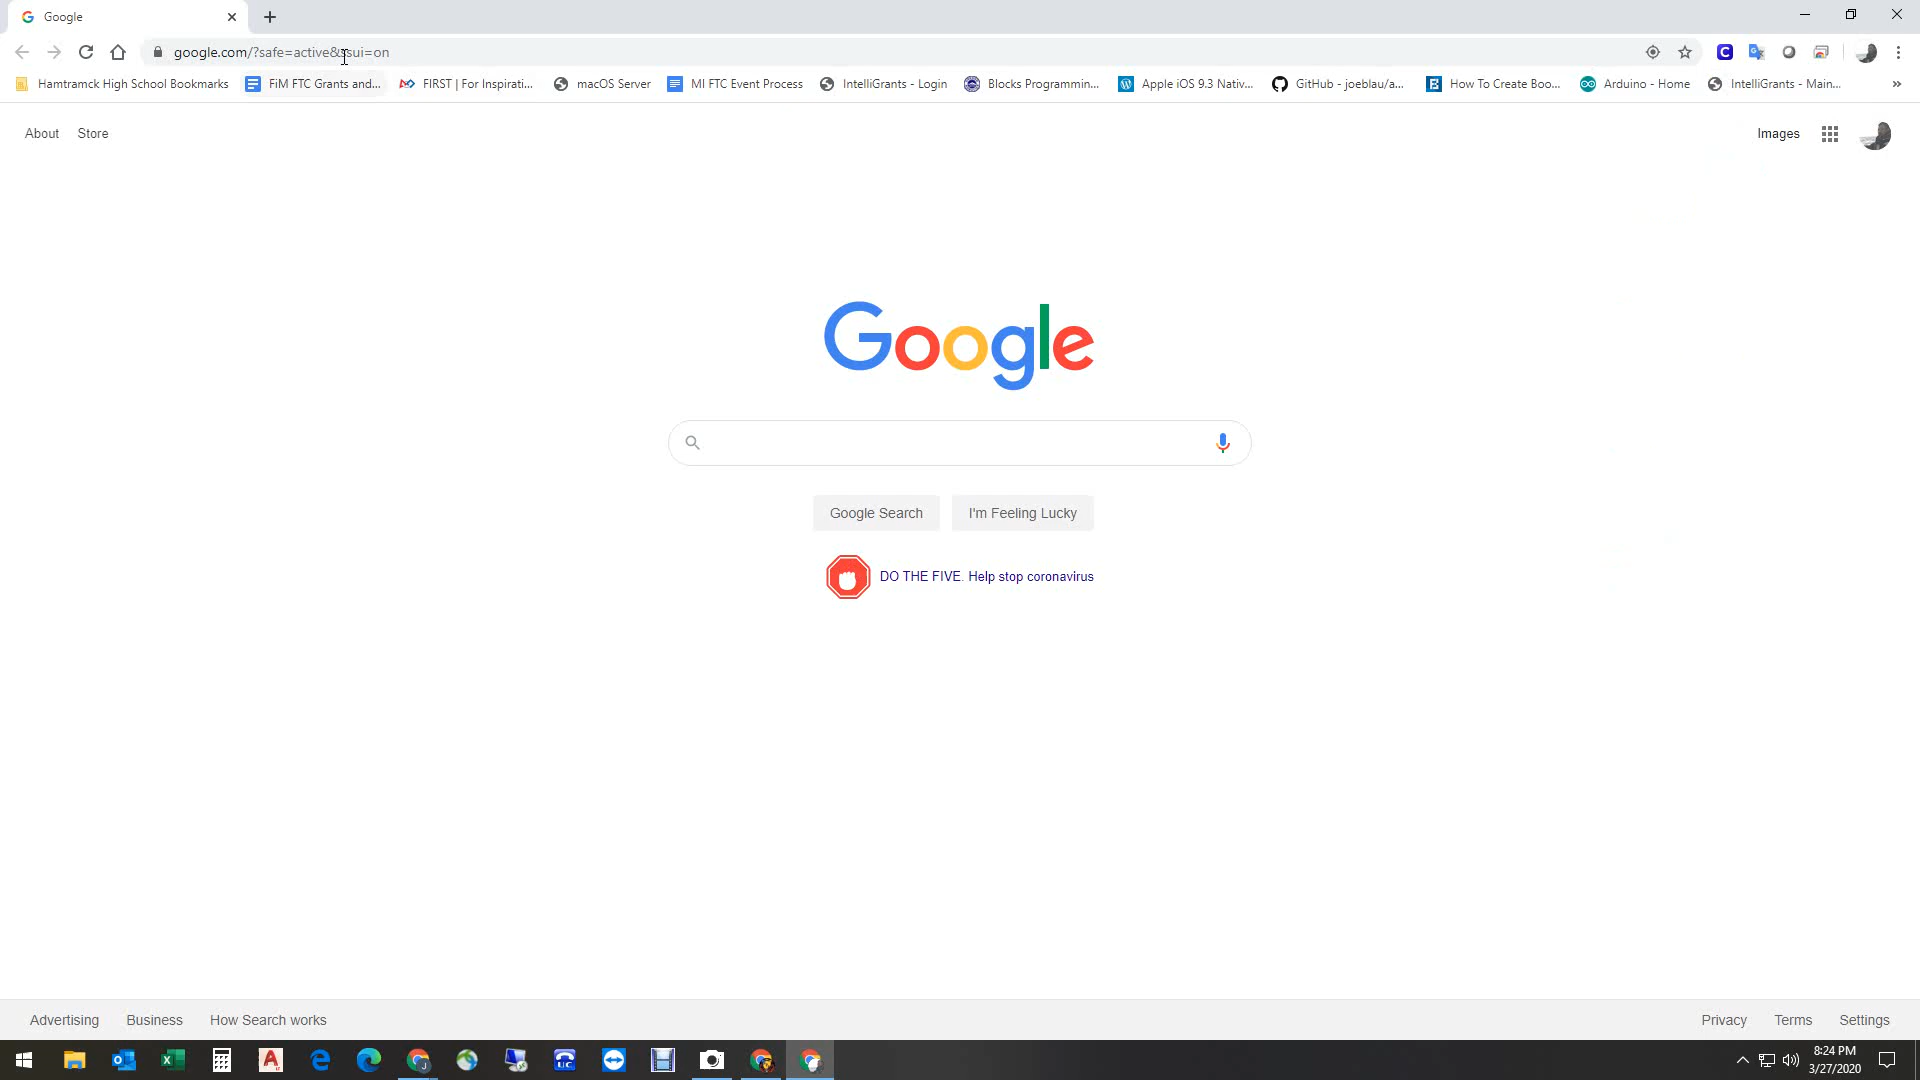 Google
google.com/?safe=active&ssui=on
Hamtramck High School Bookmarks
FiM FTC Grants and...
FIRST | For Inspirati...
macOS Server
MI FTC Event Process
IntelliGrants - Login
Blocks Programmin...
Apple iOS 9.3 Nativ...
GitHub - joeblau/a...
How To Create Boo...
Arduino - Home
IntelliGrants - Main...
»
About
Store
Images
Google
Google Search
I'm Feeling Lucky
DO THE FIVE. Help stop coronavirus
Advertising
Business
How Search works
Privacy
Terms
Settings
8:24 PM
3/27/2020